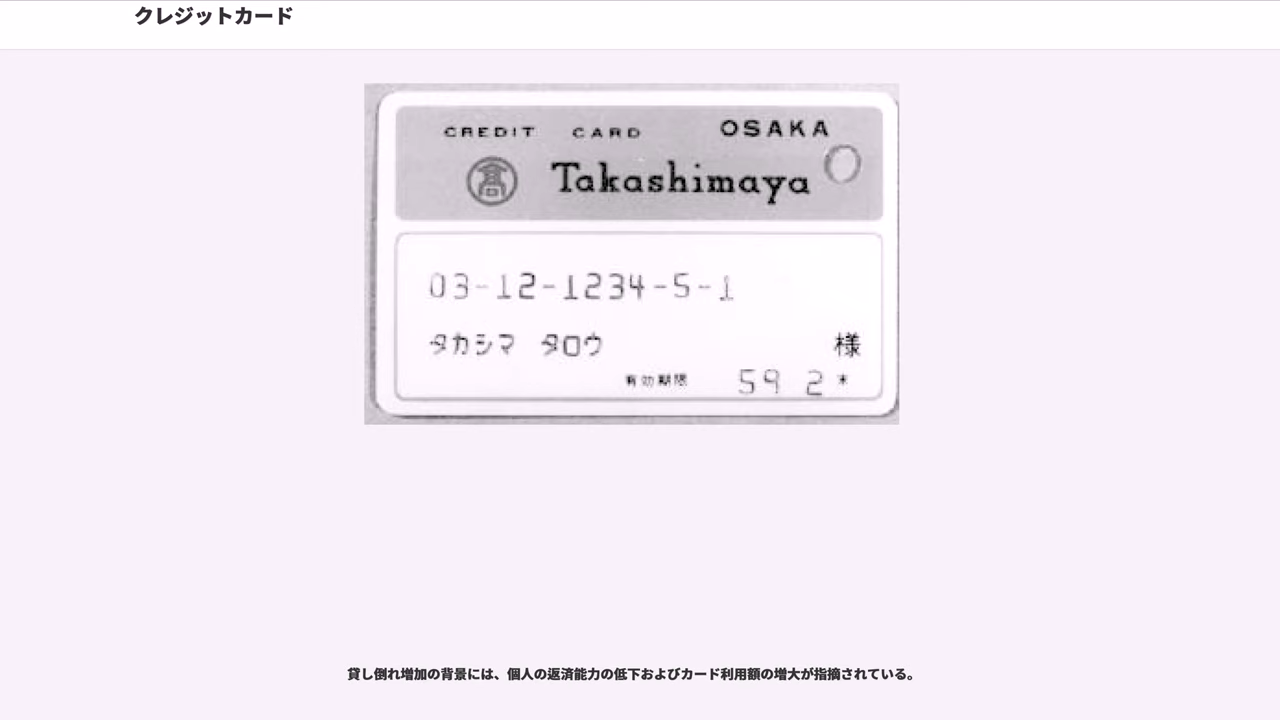 クレジットカード
CREDIT CARD OSAKA
髙 Takashimaya
03-12-1234-5-1
タカシマ タロウ 様
有効期限 59 2 末
貸し倒れ増加の背景には、個人の返済能力の低下およびカード利用額の増大が指摘されている。